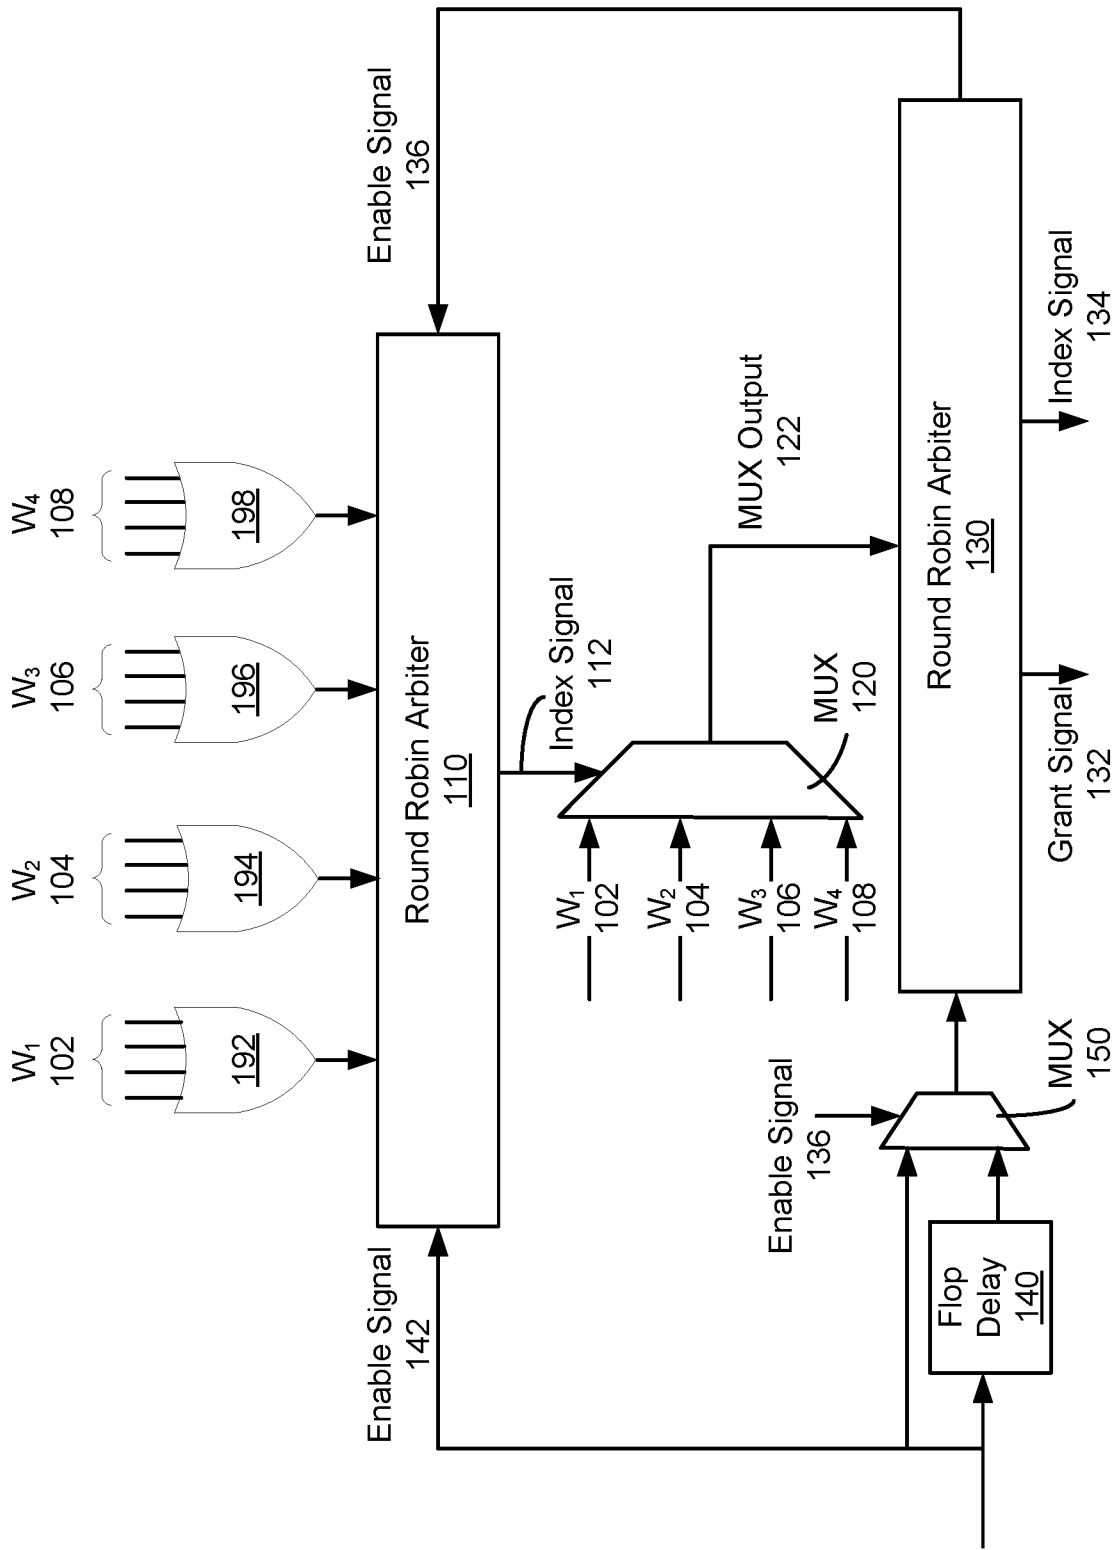 W1
102
W2
104
W3
106
W4
108
192
194
196
198
Enable Signal
142
Round Robin Arbiter
110
Enable Signal
136
Index Signal
112
W1
102
W2
104
W3
106
W4
108
MUX
120
MUX Output
122
Enable Signal
136
Flop
Delay
140
MUX
150
Round Robin Arbiter
130
Grant Signal
132
Index Signal
134